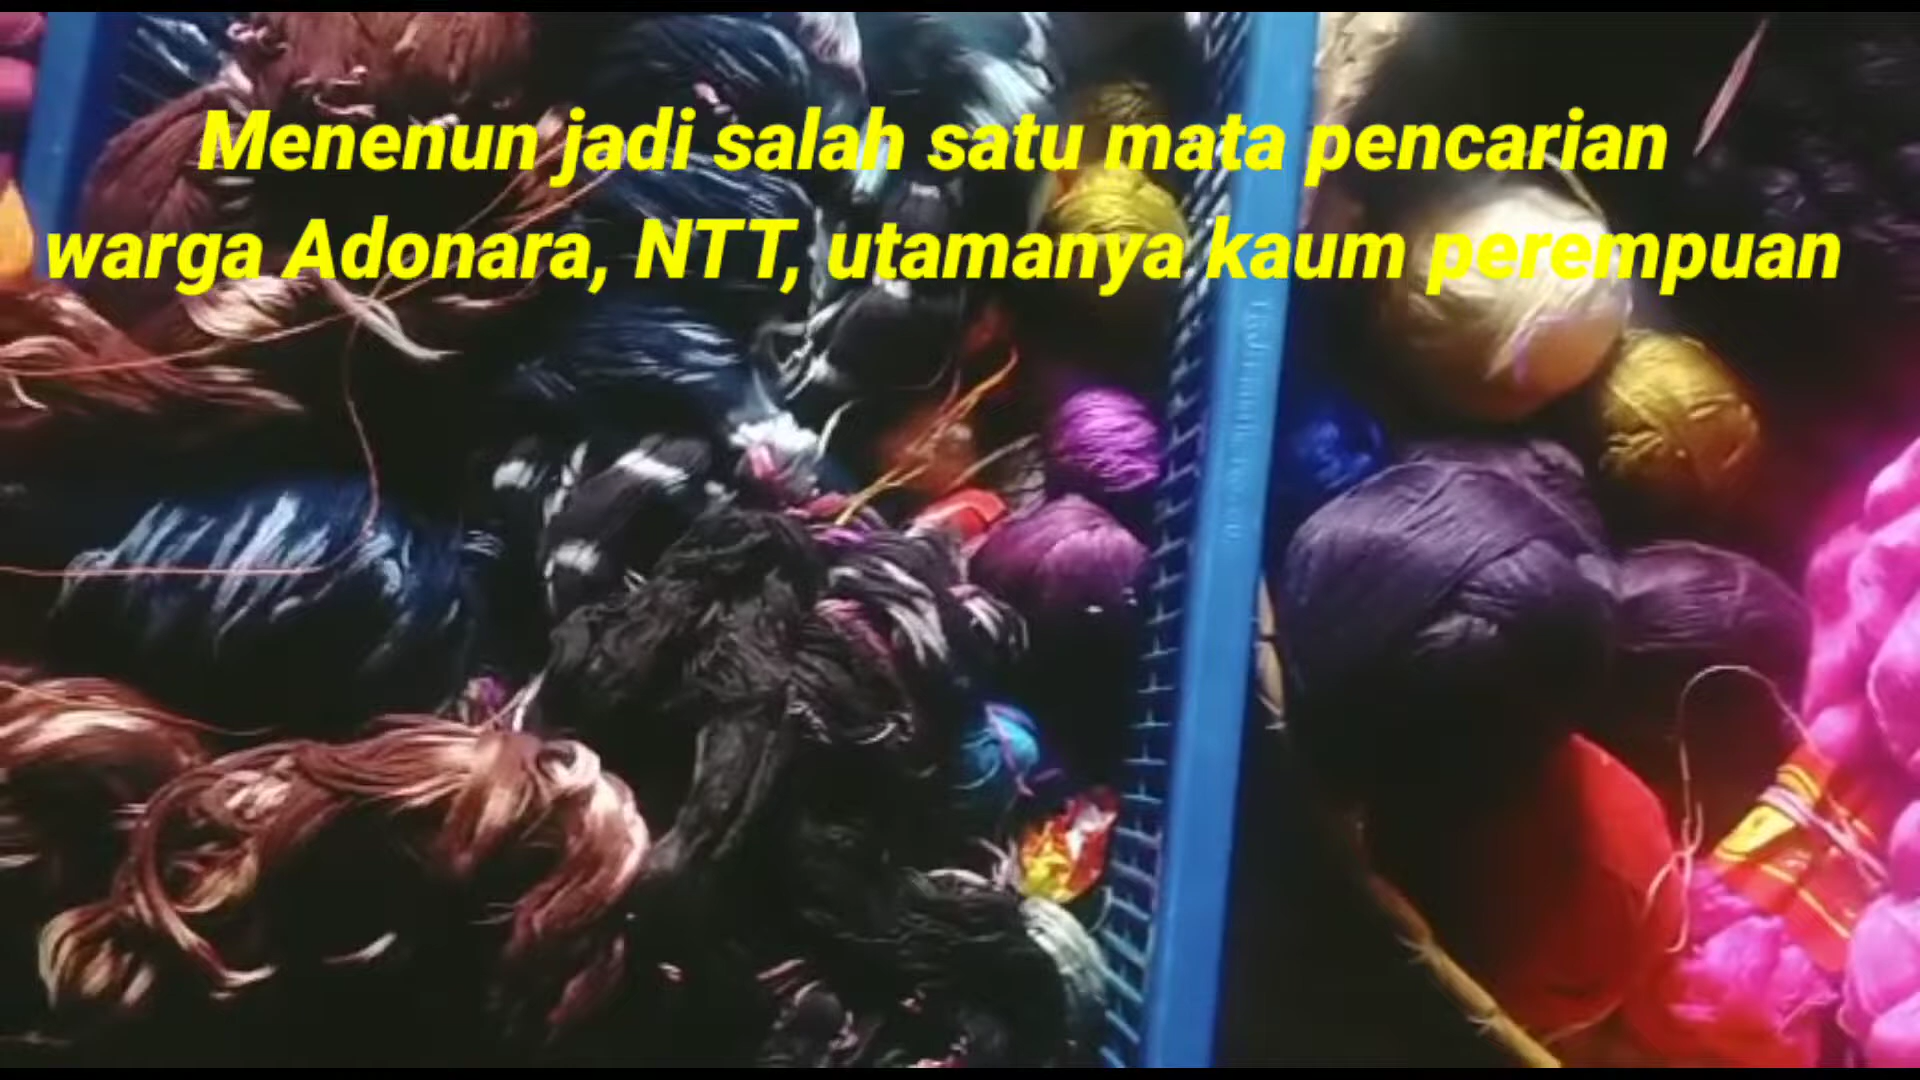 Menenun jadi salah satu mata pencarian
warga Adonara, NTT, utamanya kaum perempuan